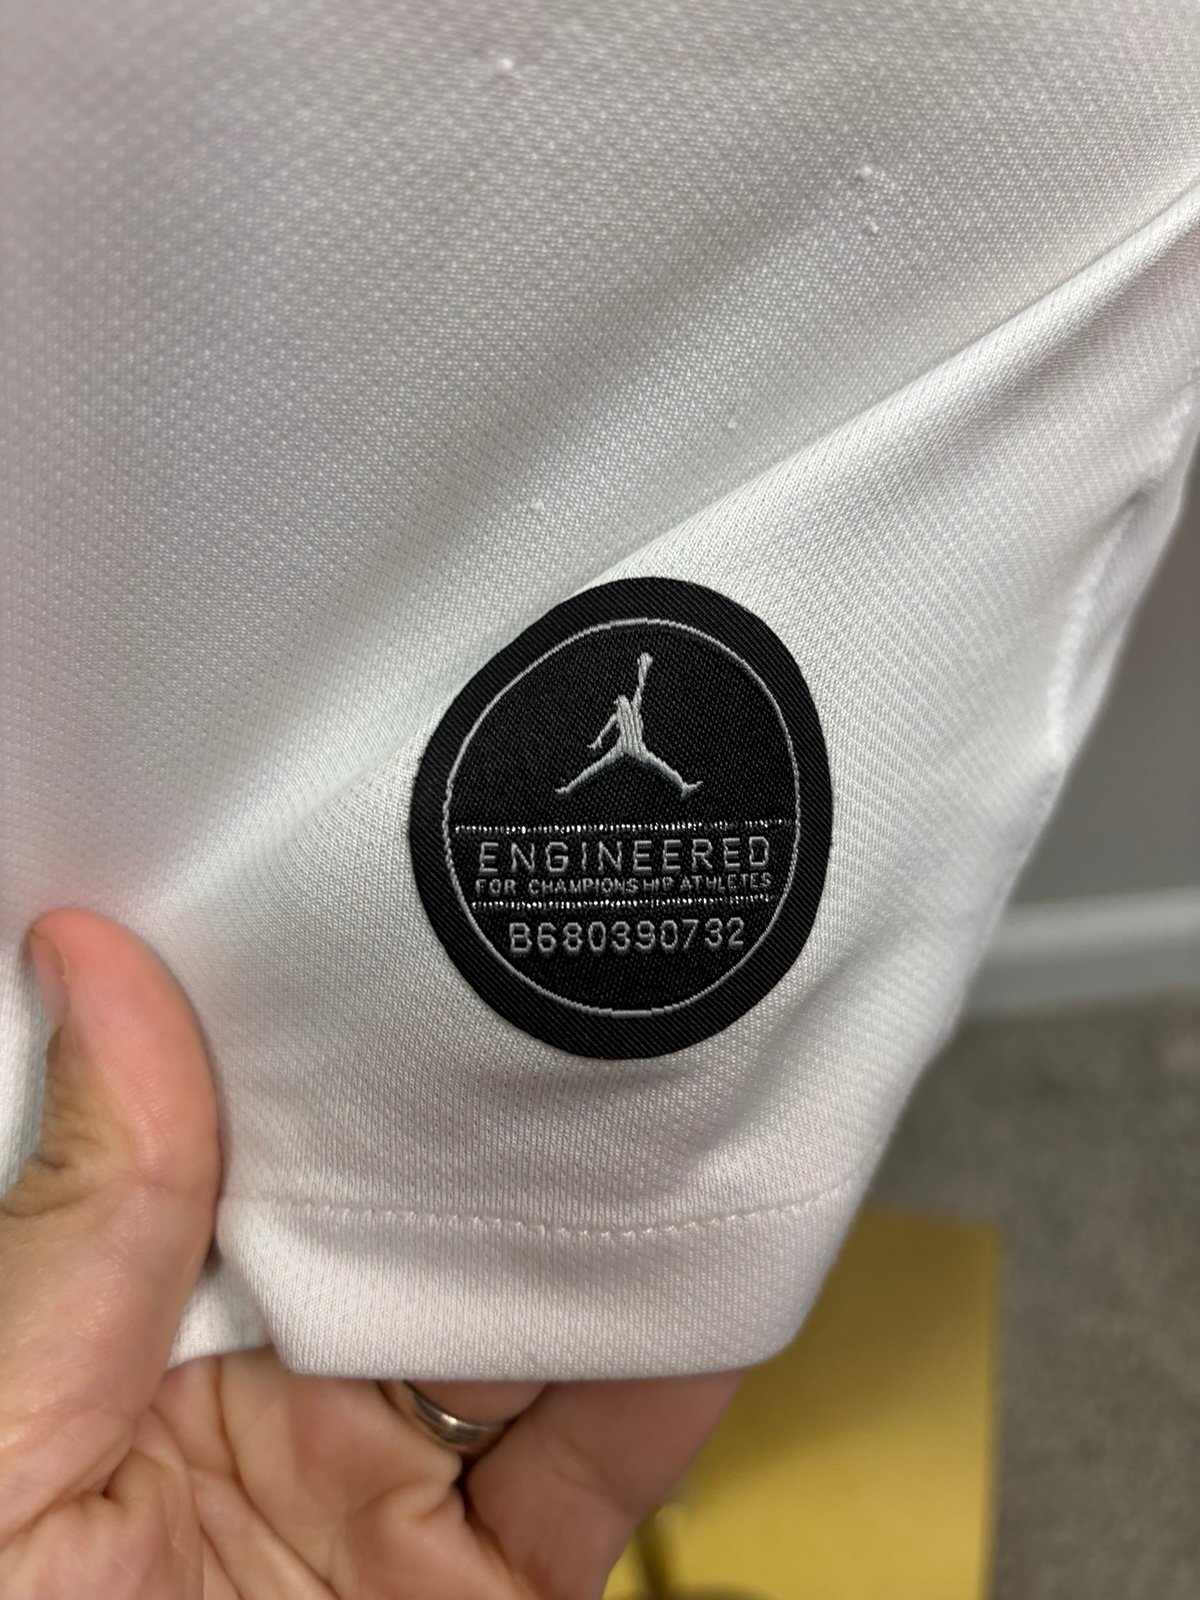 ENGINEERED
FOR CHAMPIONSHIP ATHLETES
B680390732